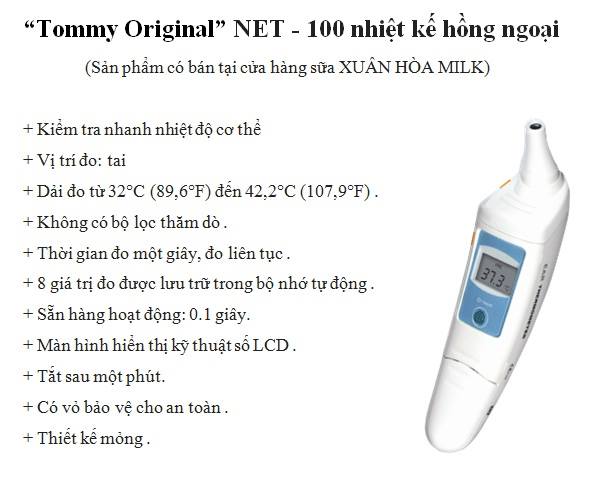 “Tommy Original” NET - 100 nhiệt kế hồng ngoại
(Sản phẩm có bán tại cửa hàng sữa XUÂN HÒA MILK)
+ Kiểm tra nhanh nhiệt độ cơ thể
+ Vị trí đo: tai
+ Dải đo từ 32°C (89,6°F) đến 42,2°C (107,9°F) .
+ Không có bộ lọc thăm dò .
+ Thời gian đo một giây, đo liên tục .
+ 8 giá trị đo được lưu trữ trong bộ nhớ tự động .
+ Sẵn hàng hoạt động: 0.1 giây.
+ Màn hình hiển thị kỹ thuật số LCD .
+ Tắt sau một phút.
+ Có vỏ bảo vệ cho an toàn .
+ Thiết kế mỏng .
37.3
EAR THERMOMETER